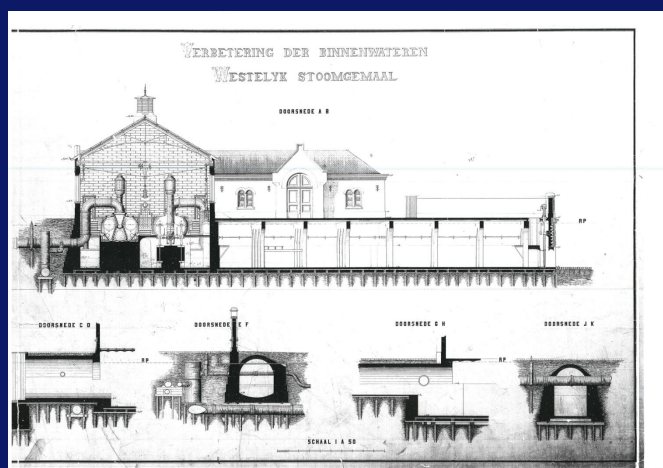 VERBETERING DER BINNENWATEREN
WESTELYK STOOMGEMAAL
DOORSNEDE A B
RP
DOORSNEDE C D
DOORSNEDE E F
DOORSNEDE G H
DOORSNEDE J K
RP
RP
SCHAAL 1 A 50